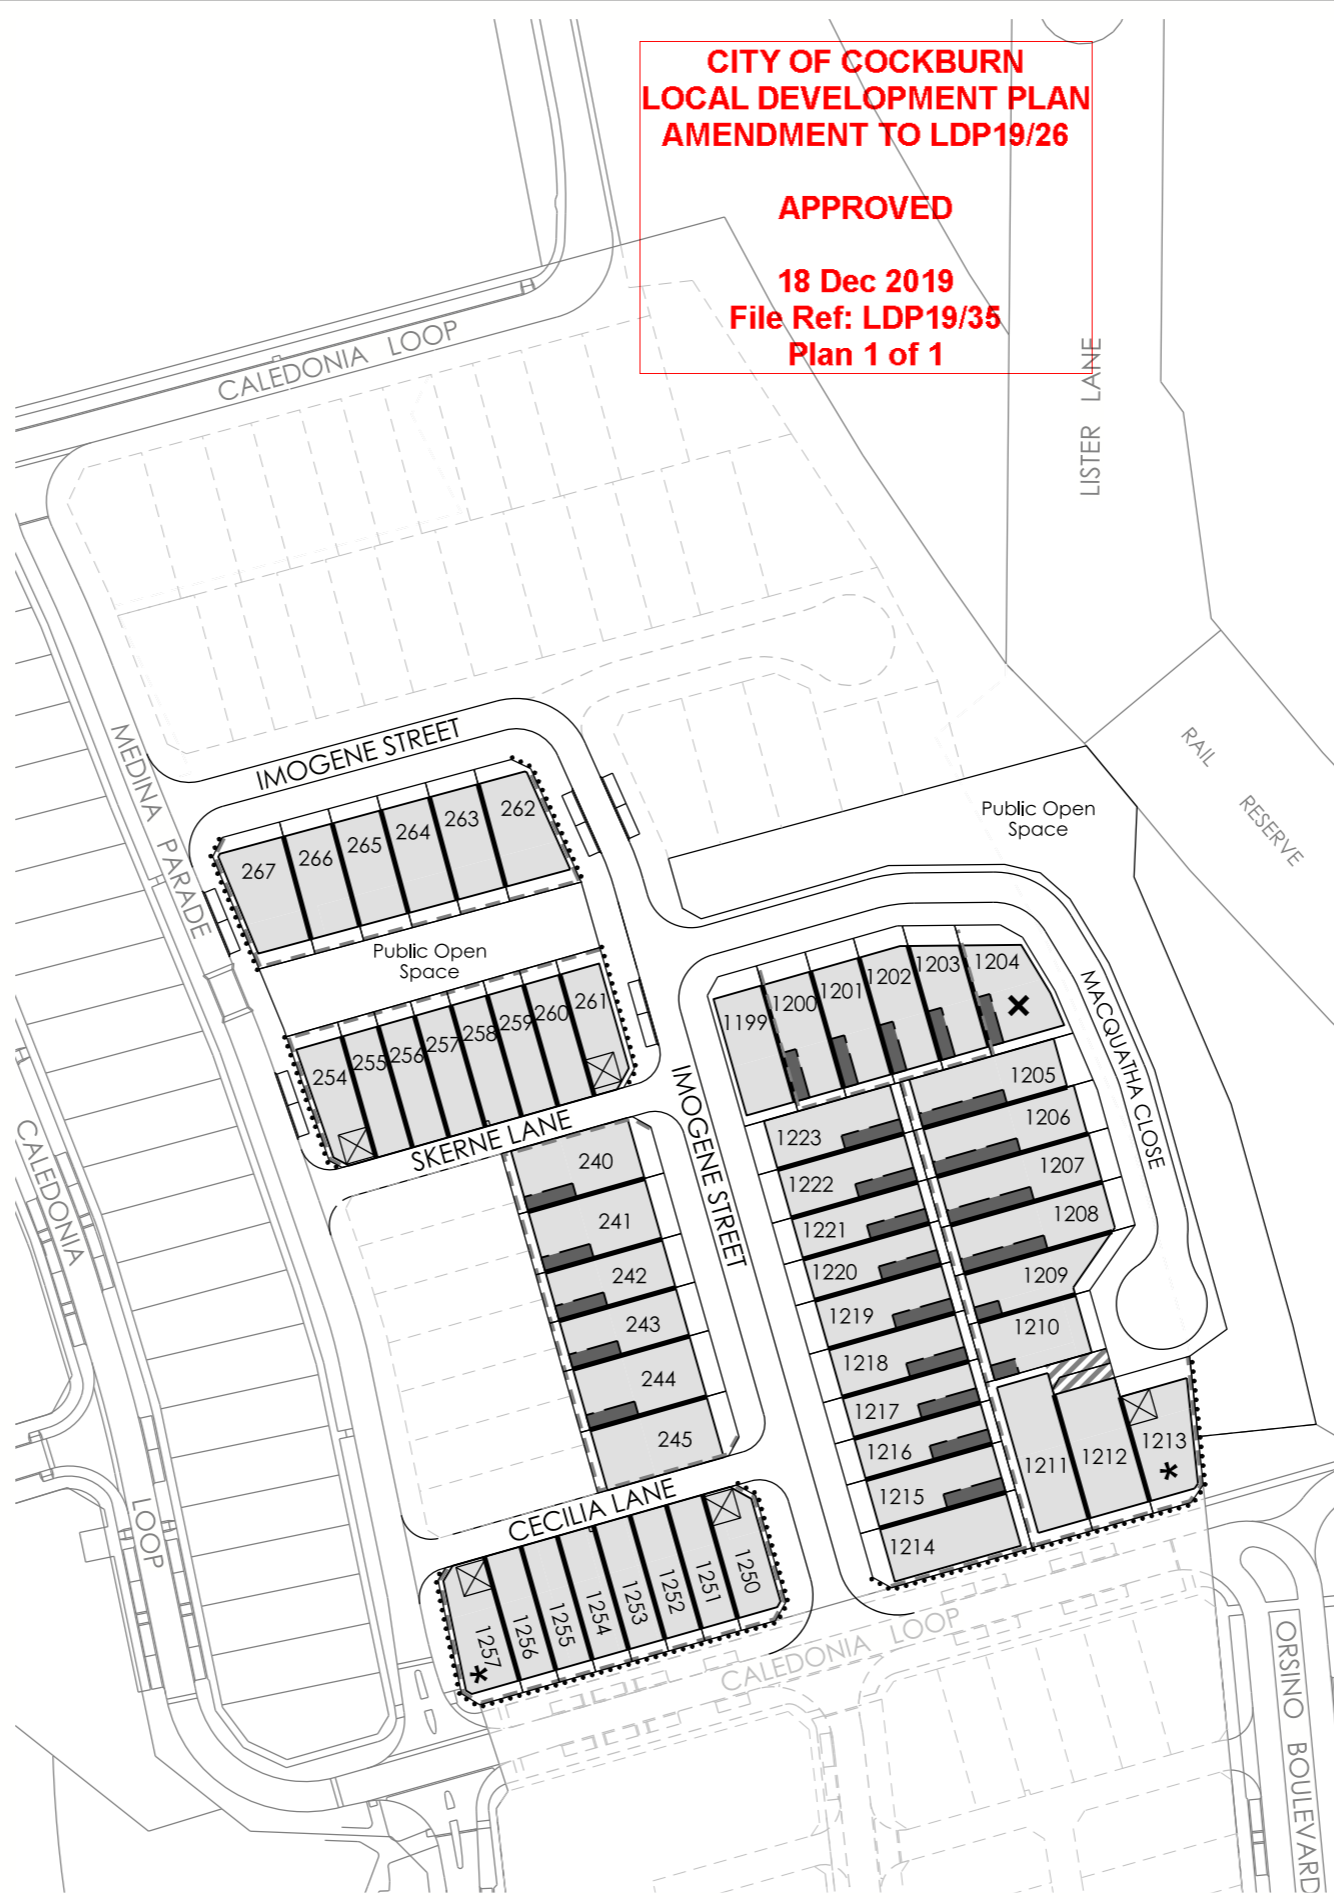 CITY OF COCKBURN
LOCAL DEVELOPMENT PLAN
AMENDMENT TO LDP19/26
APPROVED
18 Dec 2019
File Ref: LDP19/35
Plan 1 of 1
CALEDONIA LOOP
LISTER LANE
MEDINA PARADE
IMOGENE STREET
RAIL
RESERVE
Public Open
Space
267
266
265
264
263
262
Public Open
Space
254
255
256
257
258
259
260
261
SKERNE LANE
IMOGENE STREET
MACQUATHA CLOSE
1199
1200
1201
1202
1203
1204
1205
1206
1207
1208
1209
1210
1223
1222
1221
1220
1219
1218
1217
1216
1215
1214
1211
1212
1213
*
240
241
242
243
244
245
CALEDONIA
LOOP
CECILIA LANE
1257
1256
1255
1254
1253
1252
1251
1250
*
CALEDONIA LOOP
ORSINO BOULEVARD